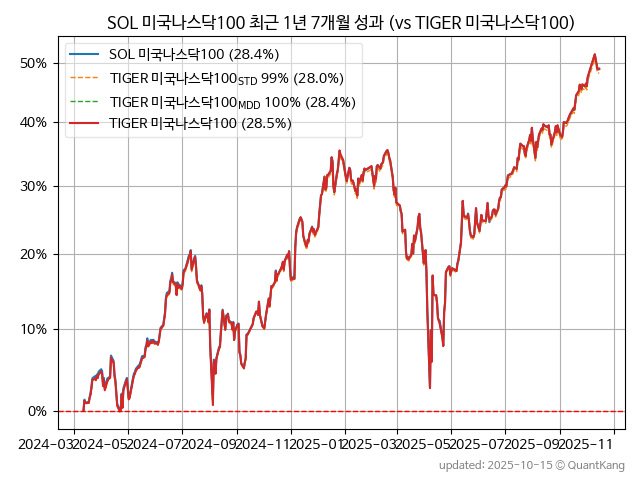 SOL 미국나스닥100 최근 1년 7개월 성과 (vs TIGER 미국나스닥100)
SOL 미국나스닥100 (28.4%)
TIGER 미국나스닥100STD 99% (28.0%)
TIGER 미국나스닥100MDD 100% (28.4%)
TIGER 미국나스닥100 (28.5%)
50%
40%
30%
20%
10%
0%
2024-03 2024-05 2024-07 2024-09 2024-11 2025-01 2025-03 2025-05 2025-07 2025-09 2025-11
updated: 2025-10-15 © QuantKang